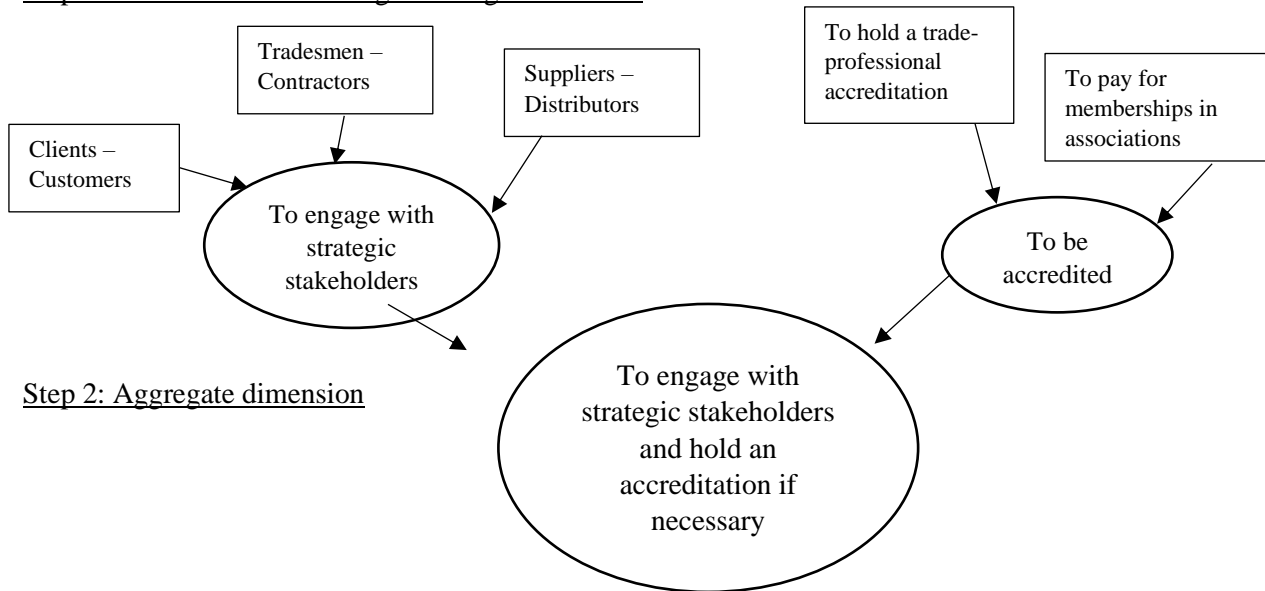 Tradesmen –
Contractors
To hold a trade-
professional
accreditation
Suppliers –
Distributors
To pay for
memberships in
associations
Clients –
Customers
To engage with
strategic
stakeholders
To be
accredited
Step 2: Aggregate dimension
To engage with
strategic stakeholders
and hold an
accreditation if
necessary